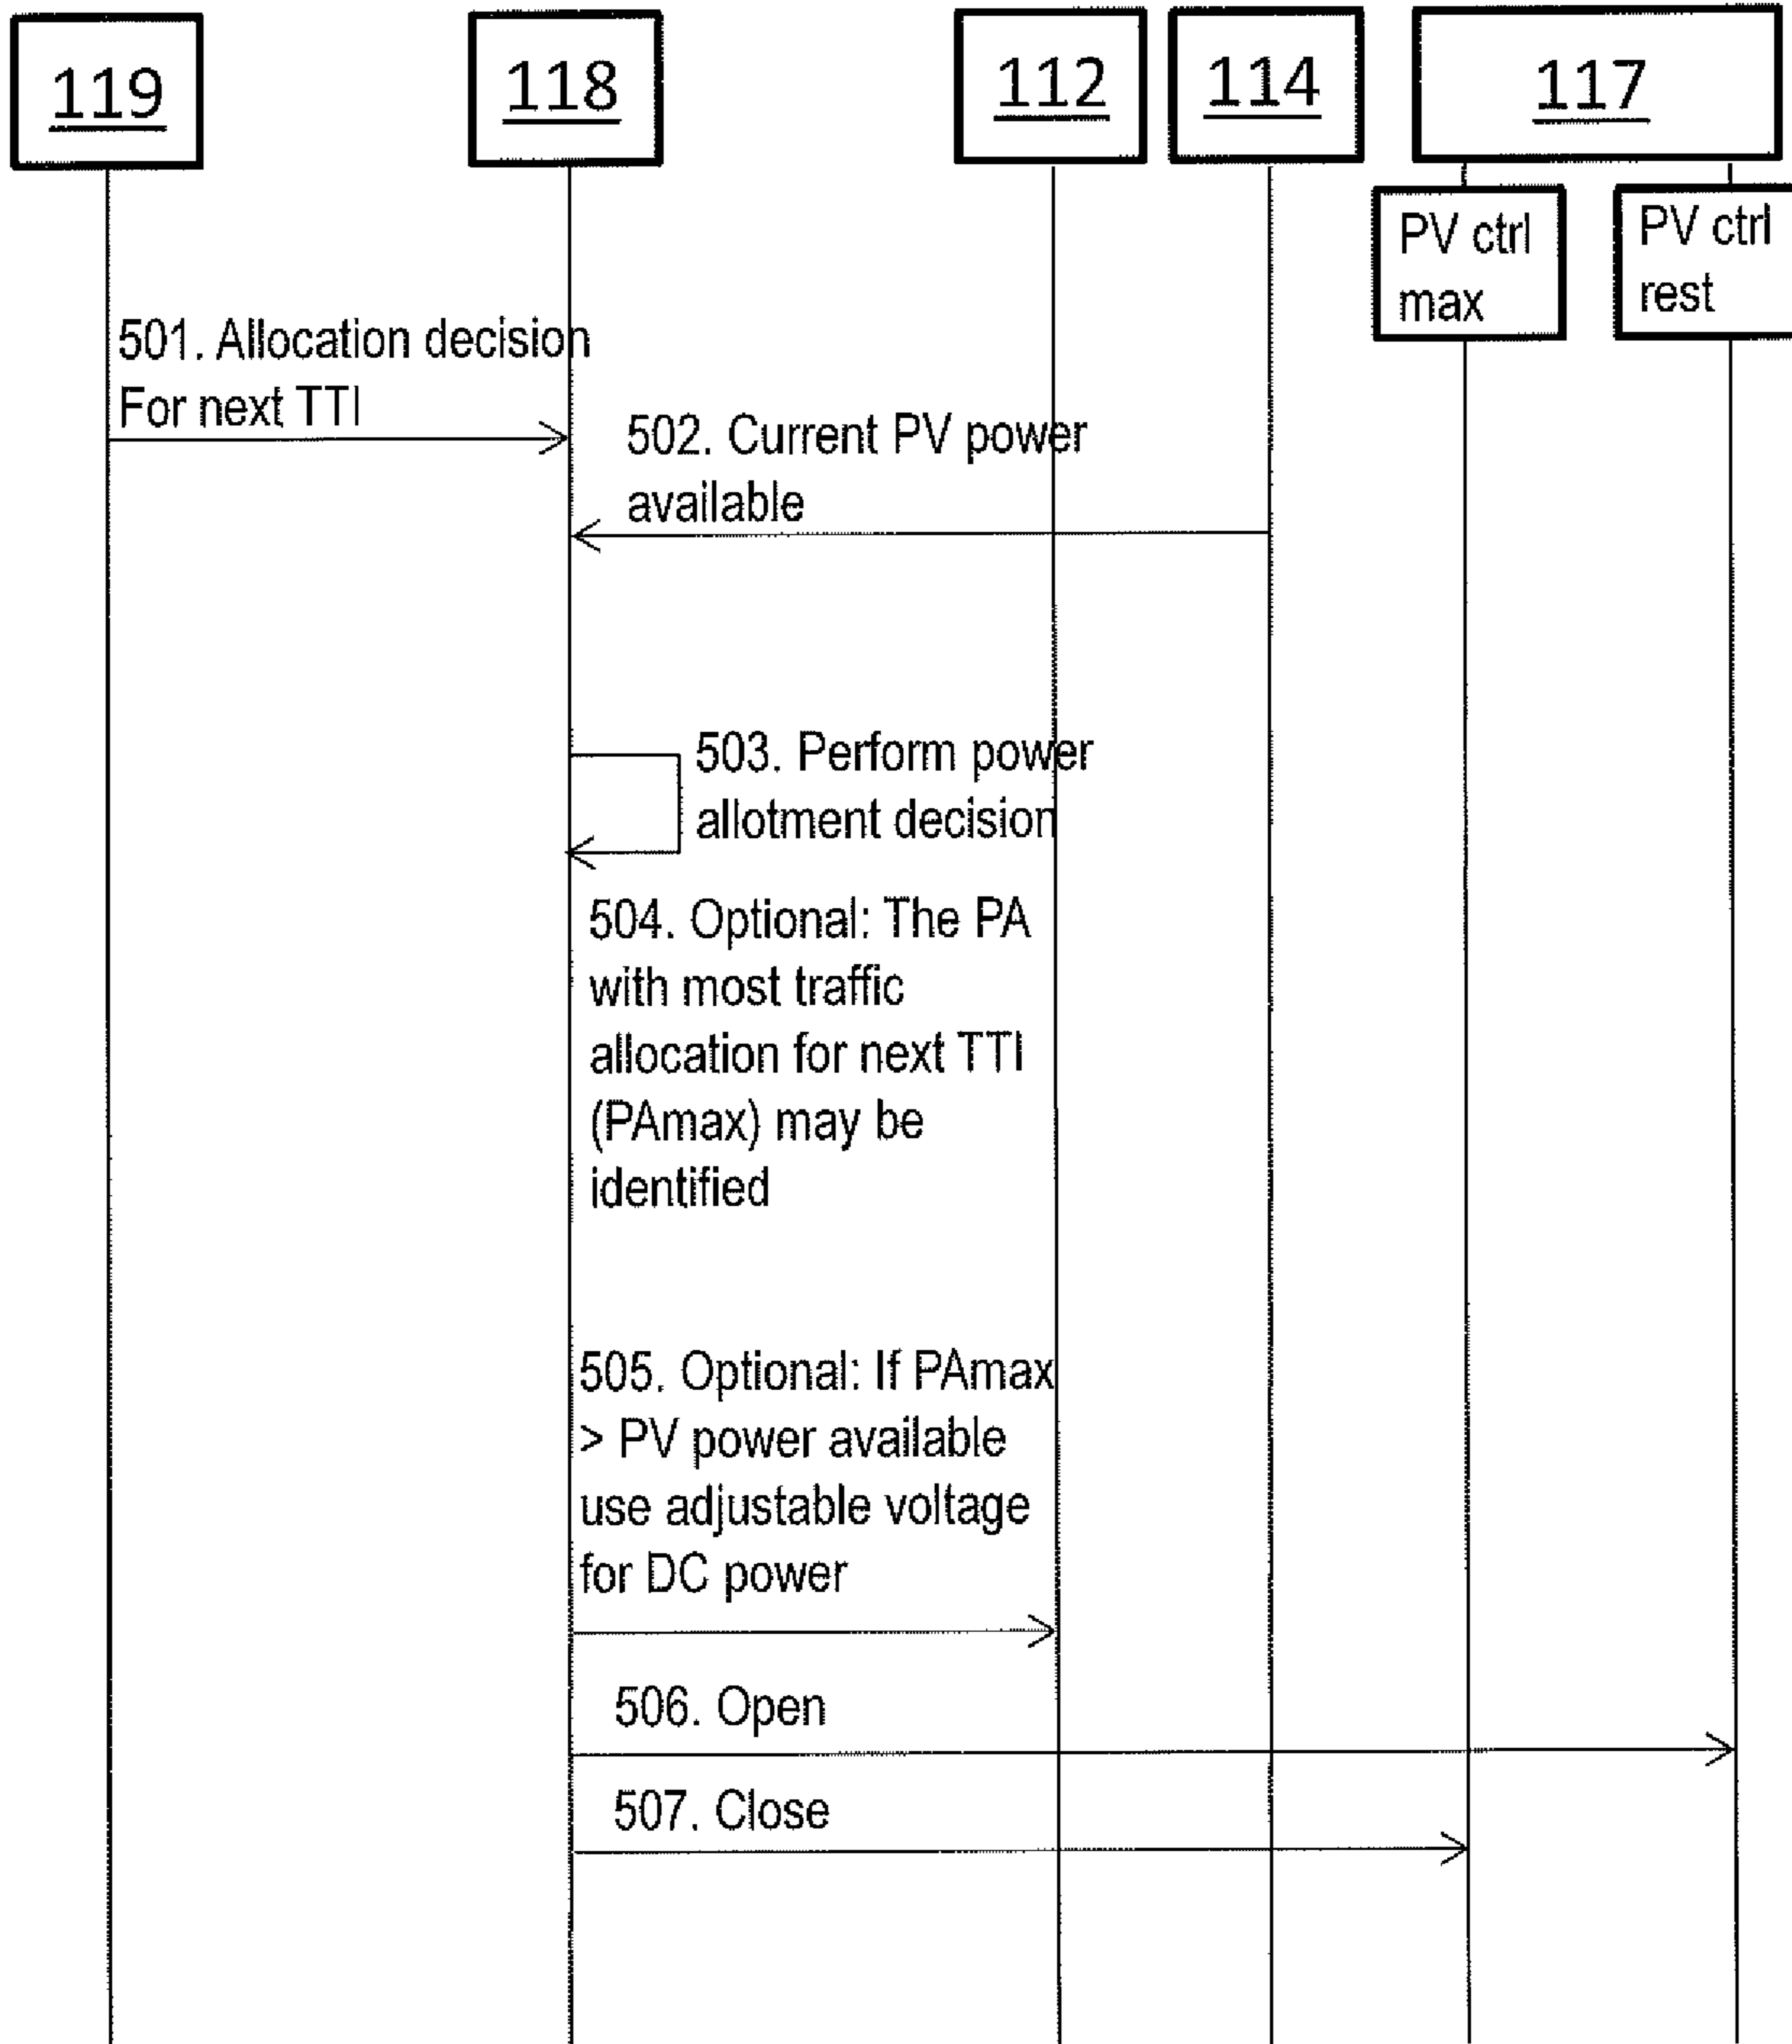 119
118
112
114
117
PV ctrl
max
PV ctrl
rest
501. Allocation decision
For next TTI
502. Current PV power
available
503. Perform power
allotment decision
504. Optional: The PA
with most traffic
allocation for next TTI
(PAmax) may be
identified
505. Optional: If PAmax
> PV power available
use adjustable voltage
for DC power
506. Open
507. Close